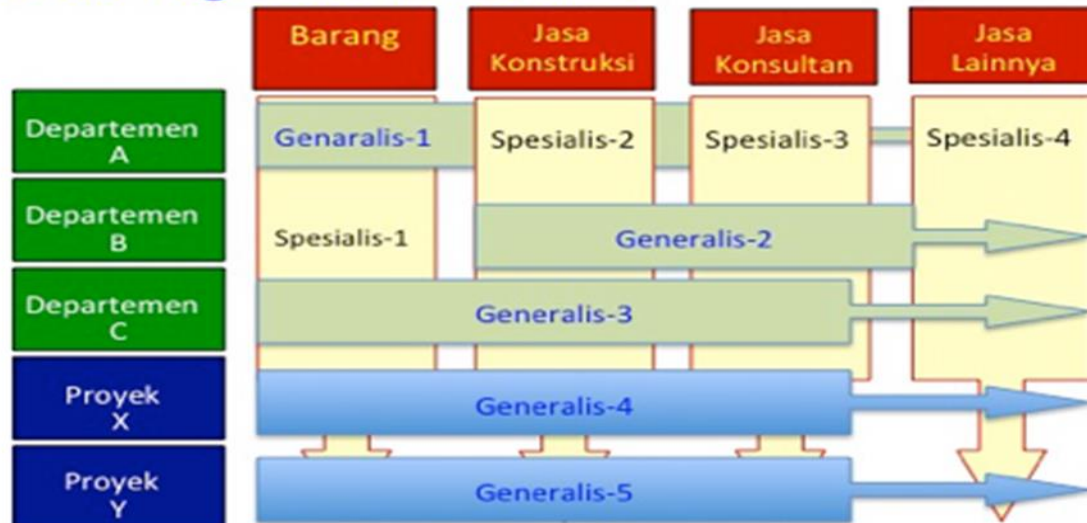 Barang
Jasa
Konstruksi
Jasa
Konsultan
Jasa
Lainnya
Departemen
A
Genaralis-1
Spesialis-2
Spesialis-3
Spesialis-4
Departemen
B
Spesialis-1
Generalis-2
Departemen
C
Generalis-3
Proyek
X
Generalis-4
Proyek
Y
Generalis-5